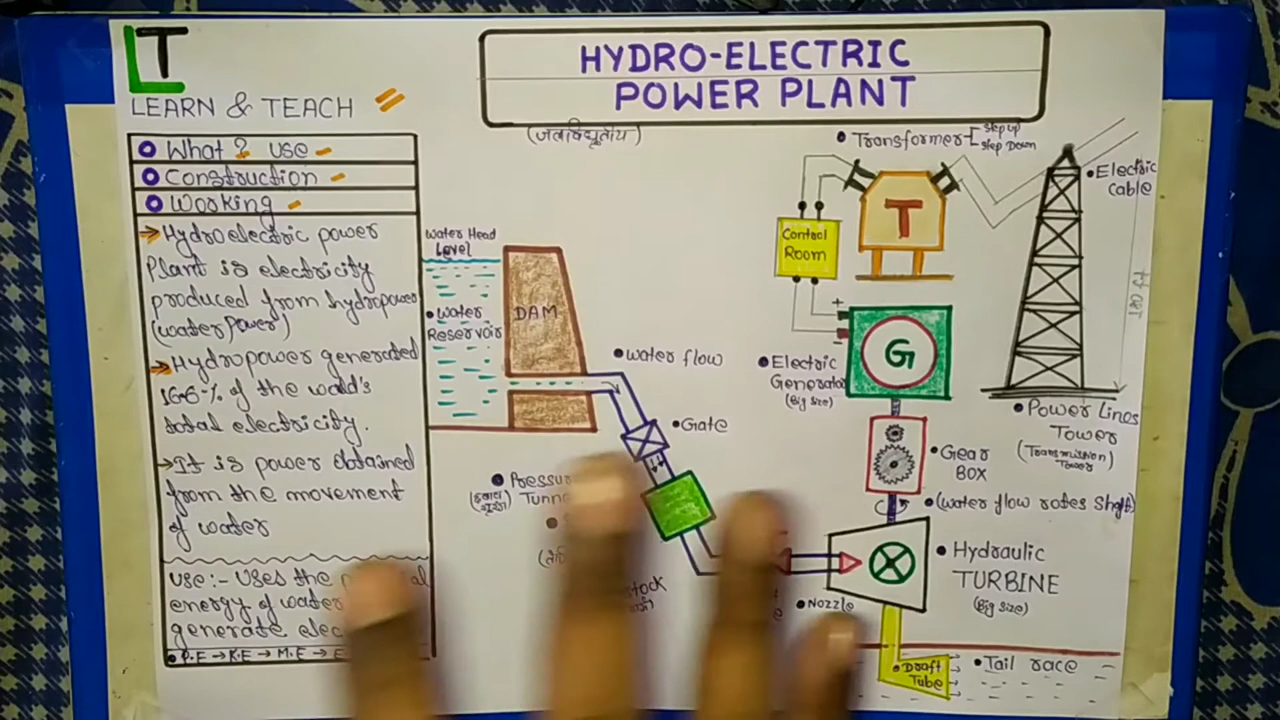 LT
LEARN & TEACH
HYDRO-ELECTRIC
POWER PLANT
(जलविद्युतीय)
What ? use
Construction
Working
Hydroelectric power
Plant is electricity
produced from hydropower
(water power)
Hydropower generated
16.6% of the world's
total electricity.
It is power obtained
from the movement
of water
Use:- Uses the
energy of water
generate
P.E → K.E → M.E →
Water Head
Level
Water
Reservoir
DAM
Water flow
Gate
Tunn
Nozzle
Transformer
Step up
Step Down
T
Control
Room
Electric
Cable
+
-
G
Electric
Generator
(Big Size)
Power Lines
Tower
(Transmission)
Tower
Gear
BOX
(Water flow rotes Shaft)
Hydraulic
TURBINE
(Big Size)
Draft
Tube
Tail race